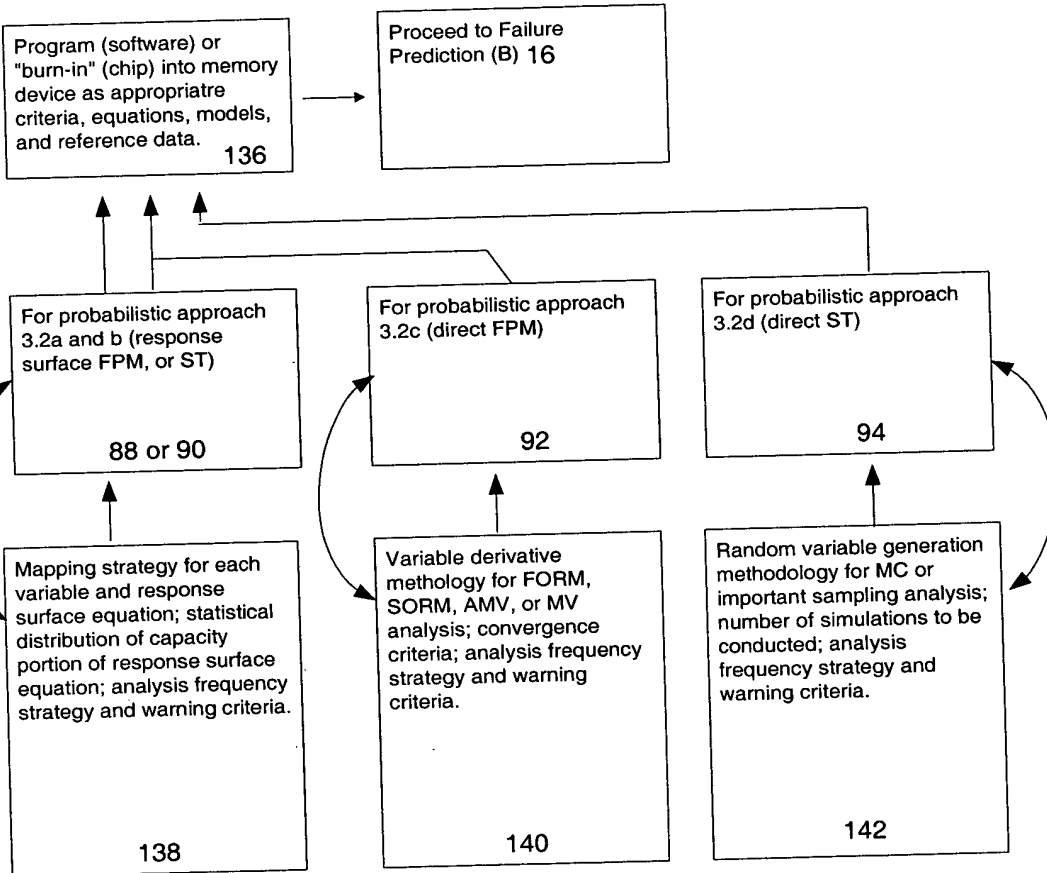 Program (software) or
"burn-in" (chip) into memory
device as appropriatre
criteria, equations, models,
and reference data.
136
Proceed to Failure
Prediction (B) 16
For probabilistic approach
3.2a and b (response
surface FPM, or ST)
88 or 90
For probabilistic approach
3.2c (direct FPM)
92
For probabilistic approach
3.2d (direct ST)
94
Mapping strategy for each
variable and response
surface equation; statistical
distribution of capacity
portion of response surface
equation; analysis frequency
strategy and warning criteria.
138
Variable derivative
methology for FORM,
SORM, AMV, or MV
analysis; convergence
criteria; analysis frequency
strategy and warning
criteria.
140
Random variable generation
methodology for MC or
important sampling analysis;
number of simulations to be
conducted; analysis
frequency strategy and
warning criteria.
142